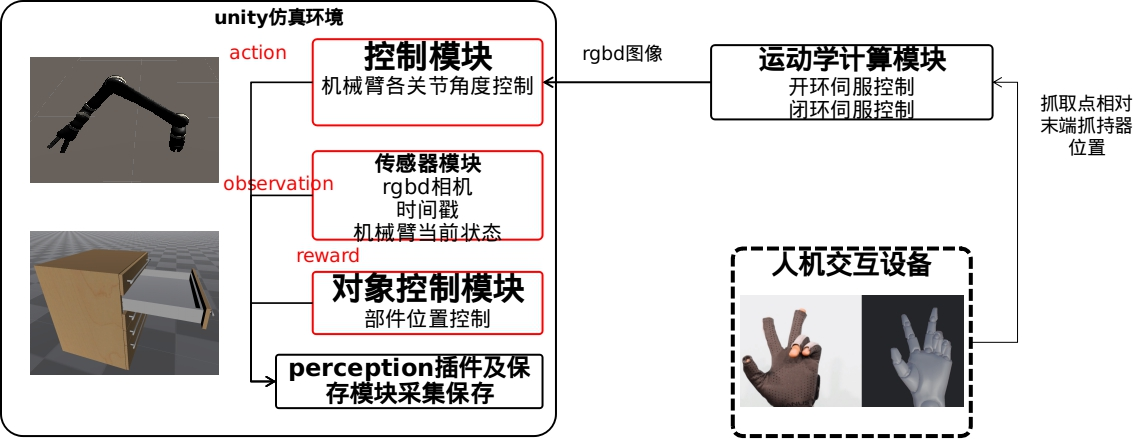 unity仿真环境
action
控制模块
机械臂各关节角度控制
observation
传感器模块
rgbd相机
时间戳
机械臂当前状态
reward
对象控制模块
部件位置控制
perception插件及保
存模块采集保存
rgbd图像
运动学计算模块
开环伺服控制
闭环伺服控制
抓取点相对
末端抓持器
位置
人机交互设备